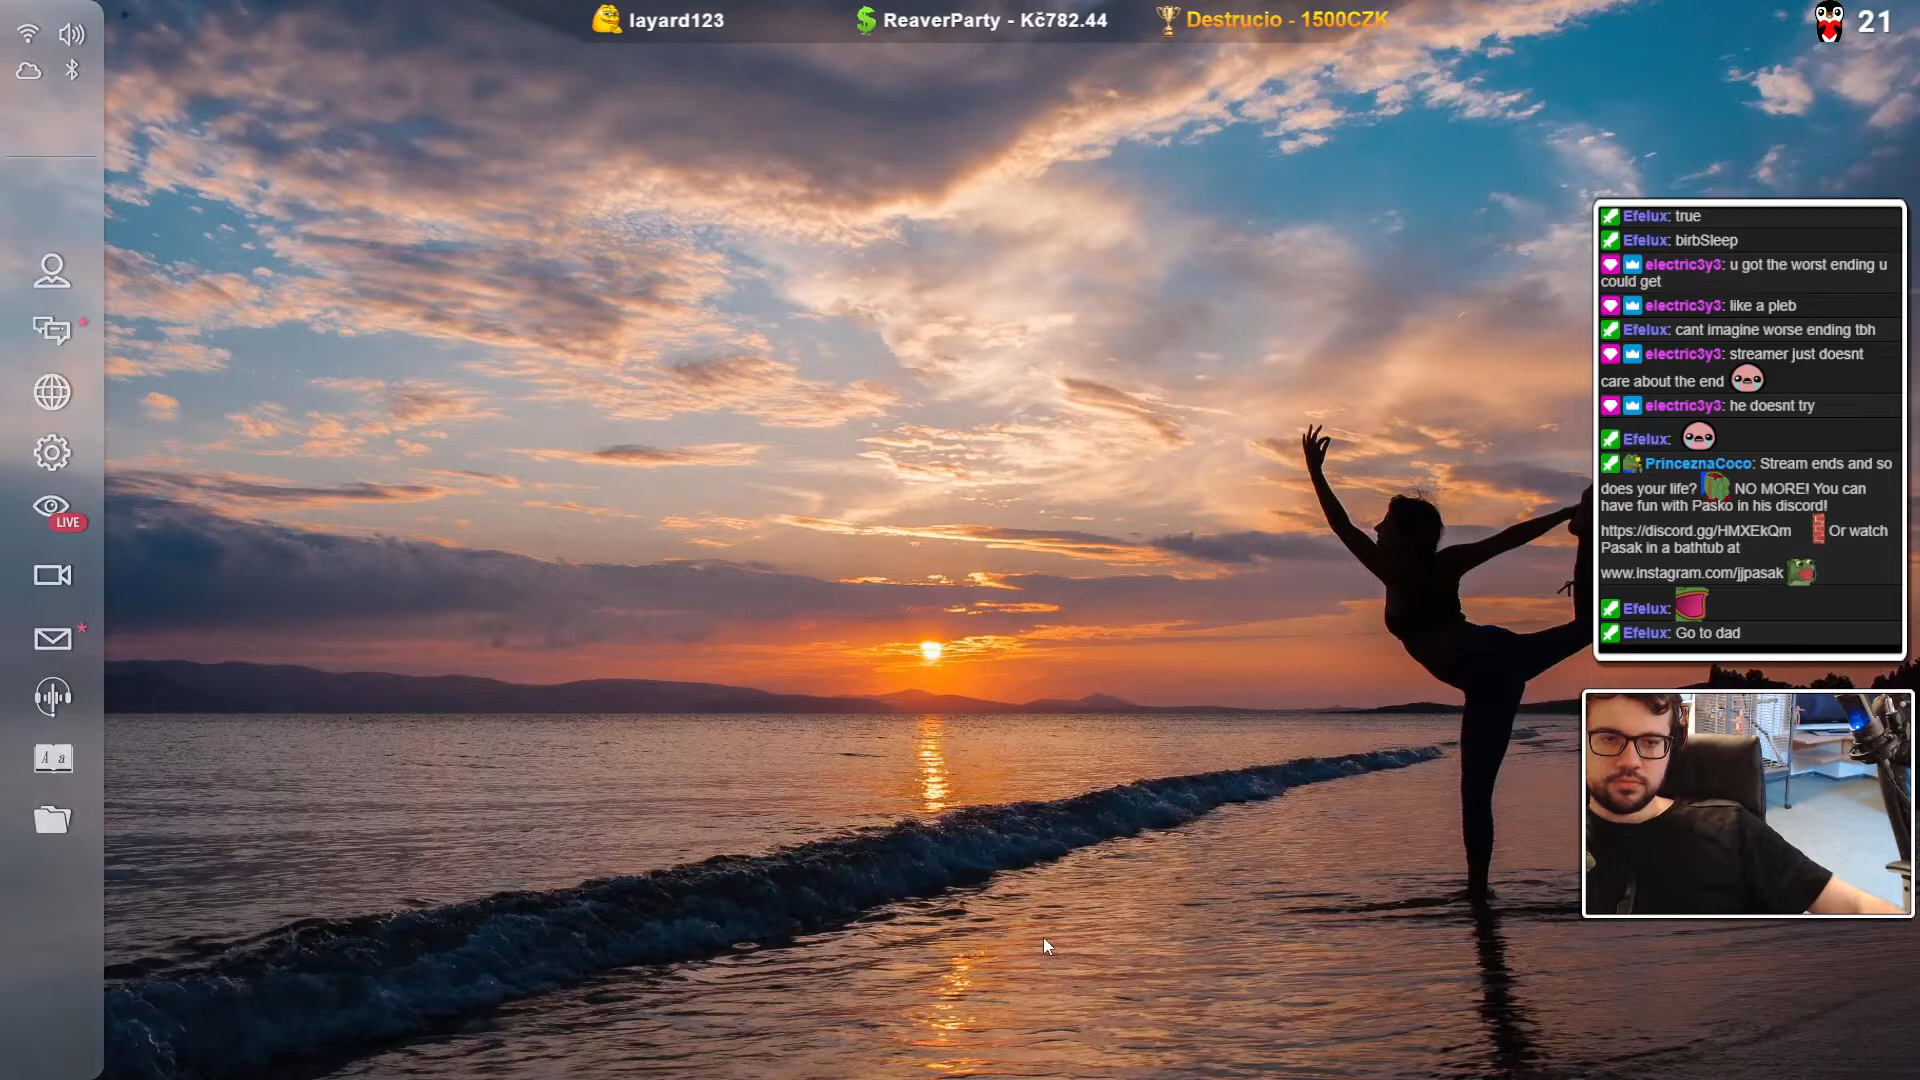 layard123
ReaverParty - Kč782.44
Destrucio - 1500CZK
21
LIVE
A a
Efelux: true
Efelux: birbSleep
electric3y3: u got the worst ending u
could get
electric3y3: like a pleb
Efelux: cant imagine worse ending tbh
electric3y3: streamer just doesnt
care about the end
electric3y3: he doesnt try
Efelux:
PrinceznaCoco: Stream ends and so
does your life? NO MORE! You can
have fun with Pasko in his discord!
https://discord.gg/HMXEkQm Or watch
Pasak in a bathtub at
www.instagram.com/jjpasak
Efelux:
Efelux: Go to dad